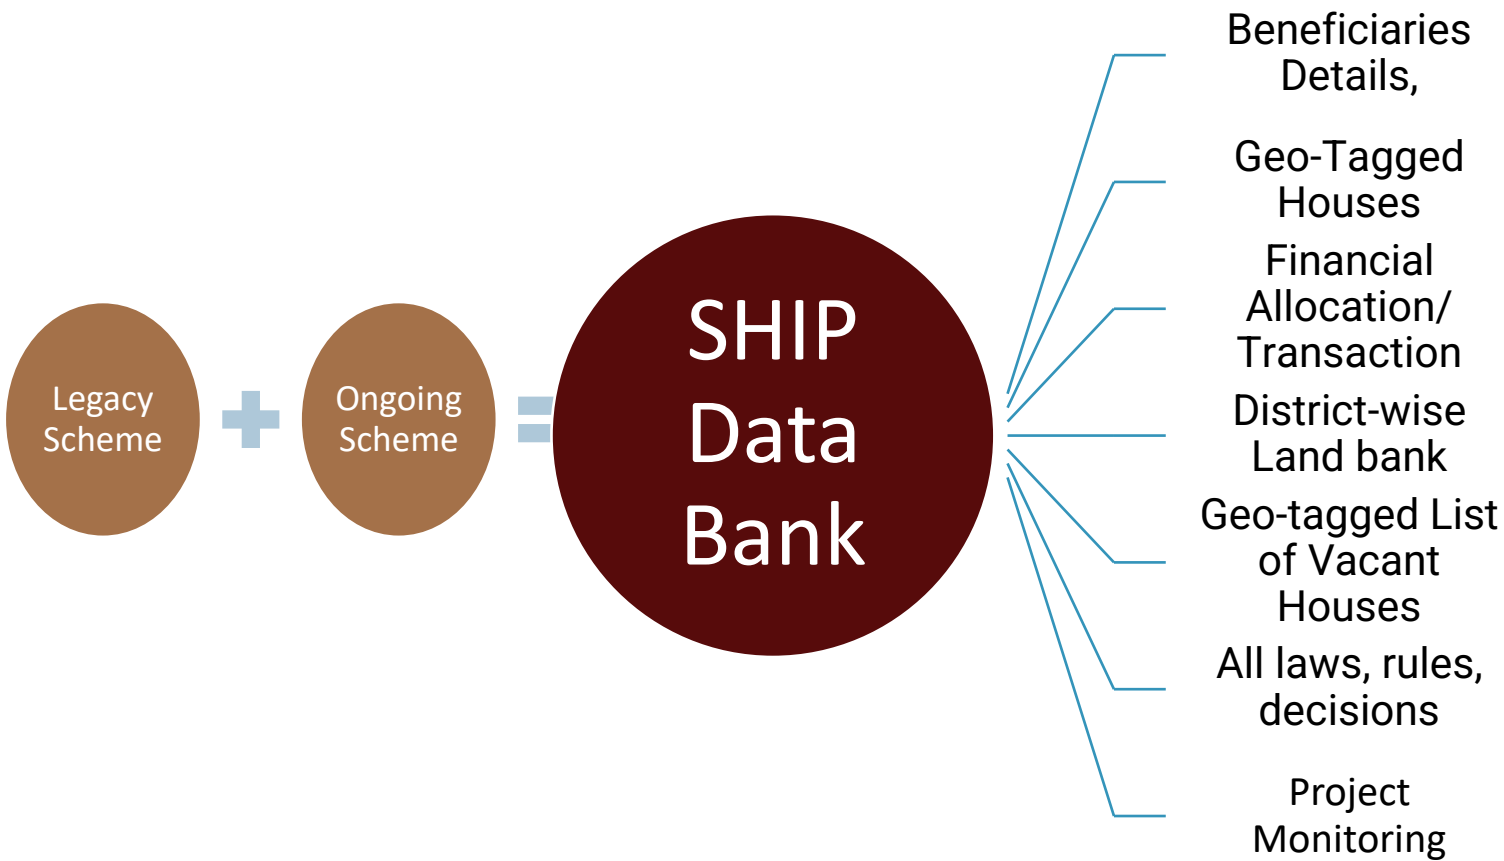 Legacy
Scheme
Ongoing
Scheme
SHIP
Data
Bank
Beneficiaries
Details,
Geo-Tagged
Houses
Financial
Allocation/
Transaction
District-wise
Land bank
Geo-tagged List
of Vacant
Houses
All laws, rules,
decisions
Project
Monitoring